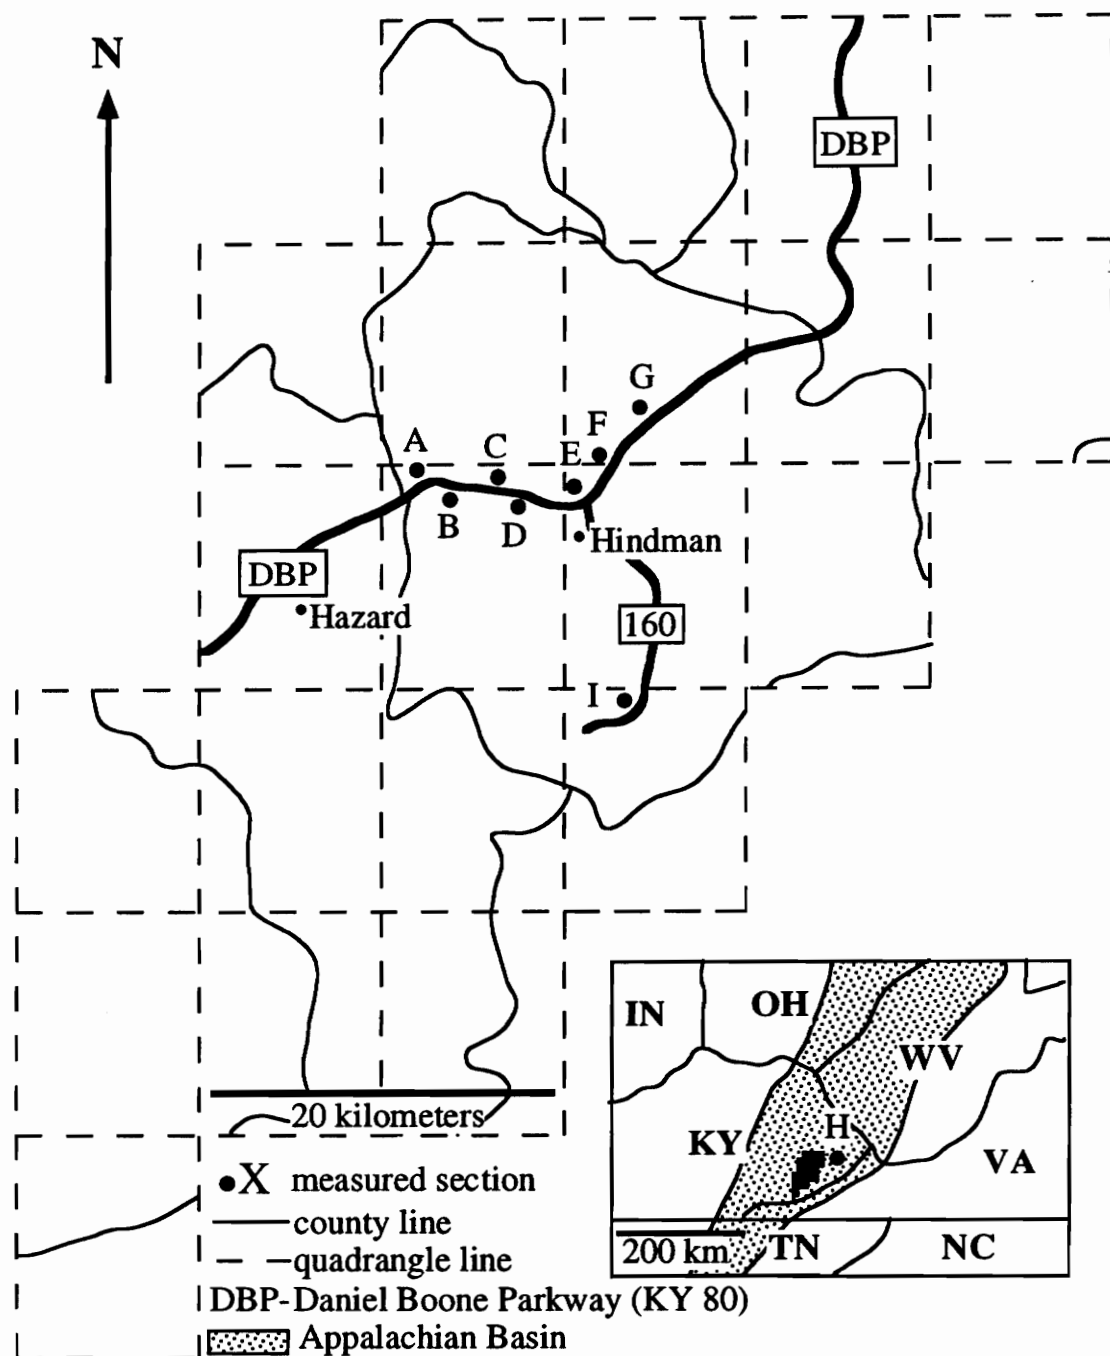 N
DBP
G
F
A
C
E
B
D
Hindman
DBP
Hazard
160
I
20 kilometers
●X measured section
county line
quadrangle line
DBP-Daniel Boone Parkway (KY 80)
Appalachian Basin
IN
OH
WV
H
KY
VA
200 km
TN
NC